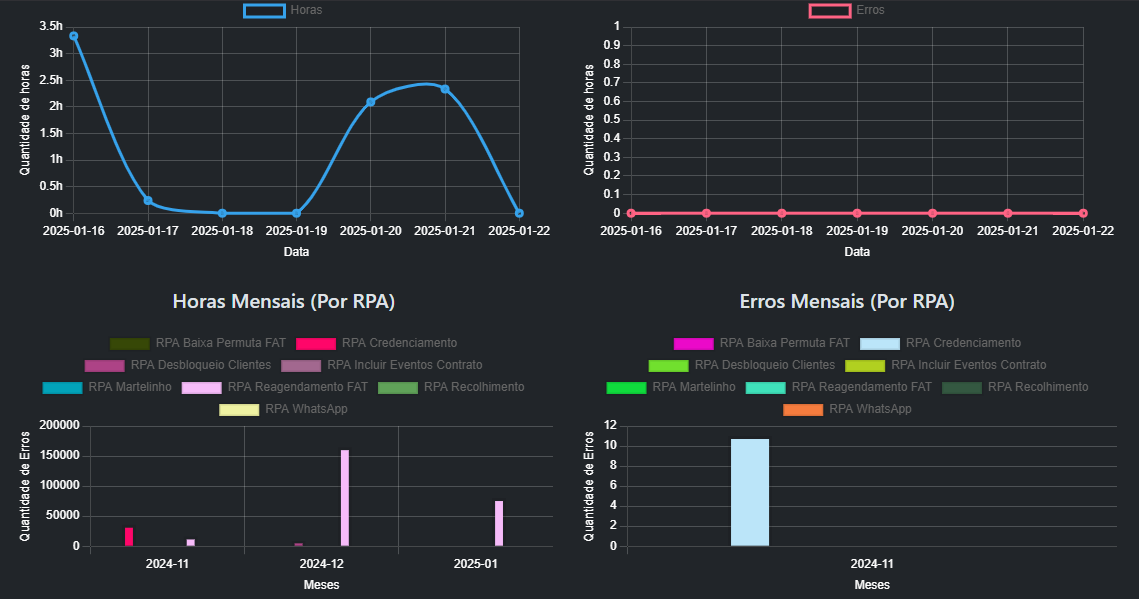 Horas
3.5h
3h
2.5h
2h
1.5h
1h
0.5h
0h
Quantidade de horas
2025-01-16 2025-01-17 2025-01-18 2025-01-19 2025-01-20 2025-01-21 2025-01-22
Data
Erros
1
0.9
0.8
0.7
0.6
0.5
0.4
0.3
0.2
0.1
0
Quantidade de horas
2025-01-16 2025-01-17 2025-01-18 2025-01-19 2025-01-20 2025-01-21 2025-01-22
Data
Horas Mensais (Por RPA)
RPA Baixa Permuta FAT RPA Credenciamento
RPA Desbloqueio Clientes RPA Incluir Eventos Contrato
RPA Martelinho RPA Reagendamento FAT RPA Recolhimento
RPA WhatsApp
200000
150000
100000
50000
0
Quantidade de Erros
2024-11 2024-12 2025-01
Meses
Erros Mensais (Por RPA)
RPA Baixa Permuta FAT RPA Credenciamento
RPA Desbloqueio Clientes RPA Incluir Eventos Contrato
RPA Martelinho RPA Reagendamento FAT RPA Recolhimento
RPA WhatsApp
12
10
8
6
4
2
0
Quantidade de Erros
2024-11
Meses